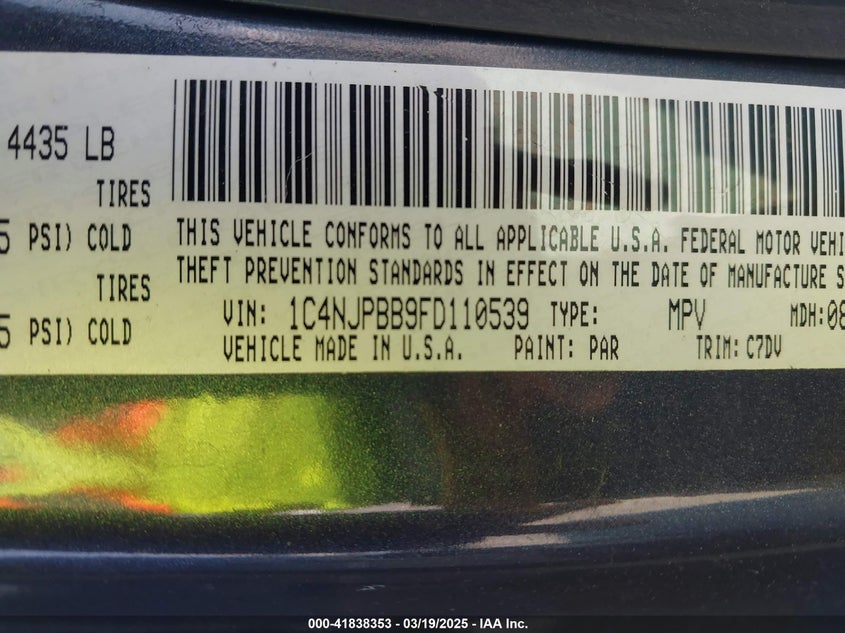 4435 LB
TIRES
5 PSI) COLD
TIRES
5 PSI) COLD
THIS VEHICLE CONFORMS TO ALL APPLICABLE U.S.A. FEDERAL MOTOR VEHI
THEFT PREVENTION STANDARDS IN EFFECT ON THE DATE OF MANUFACTURE S
VIN: 1C4NJPBB9FD110539 TYPE: MPV MDH:08
VEHICLE MADE IN U.S.A. PAINT: PAR TRIM: C7DV
000-41838353 - 03/19/2025 - IAA Inc.